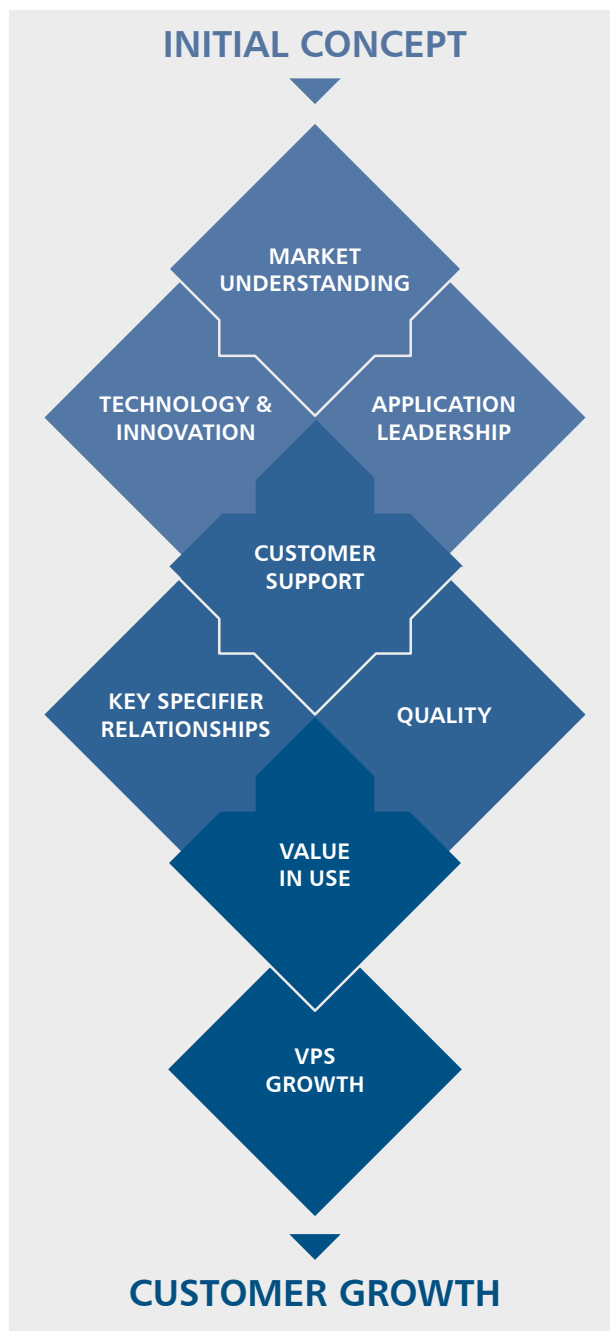 INITIAL CONCEPT
MARKET
UNDERSTANDING
TECHNOLOGY &
INNOVATION
APPLICATION
LEADERSHIP
CUSTOMER
SUPPORT
KEY SPECIFIER
RELATIONSHIPS
QUALITY
VALUE
IN USE
VPS
GROWTH
CUSTOMER GROWTH